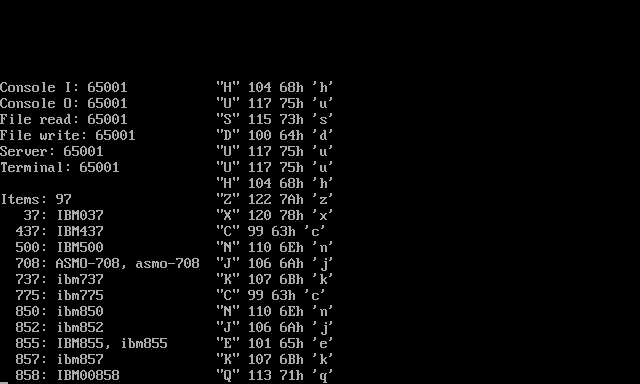 Console I: 65001 "H" 104 68h 'h'
Console O: 65001 "U" 117 75h 'u'
File read: 65001 "S" 115 73h 's'
File write: 65001 "D" 100 64h 'd'
Server: 65001 "U" 117 75h 'u'
Terminal: 65001 "U" 117 75h 'u'
"H" 104 68h 'h'
Items: 97 "Z" 122 7Ah 'z'
37: IBM037 "X" 120 78h 'x'
437: IBM437 "C" 99 63h 'c'
500: IBM500 "N" 110 6Eh 'n'
708: ASMO-708, asmo-708 "J" 106 6Ah 'j'
737: ibm737 "K" 107 6Bh 'k'
775: ibm775 "C" 99 63h 'c'
850: ibm850 "N" 110 6Eh 'n'
852: ibm852 "J" 106 6Ah 'j'
855: IBM855, ibm855 "E" 101 65h 'e'
857: ibm857 "K" 107 6Bh 'k'
858: IBM00858 "Q" 113 71h 'q'